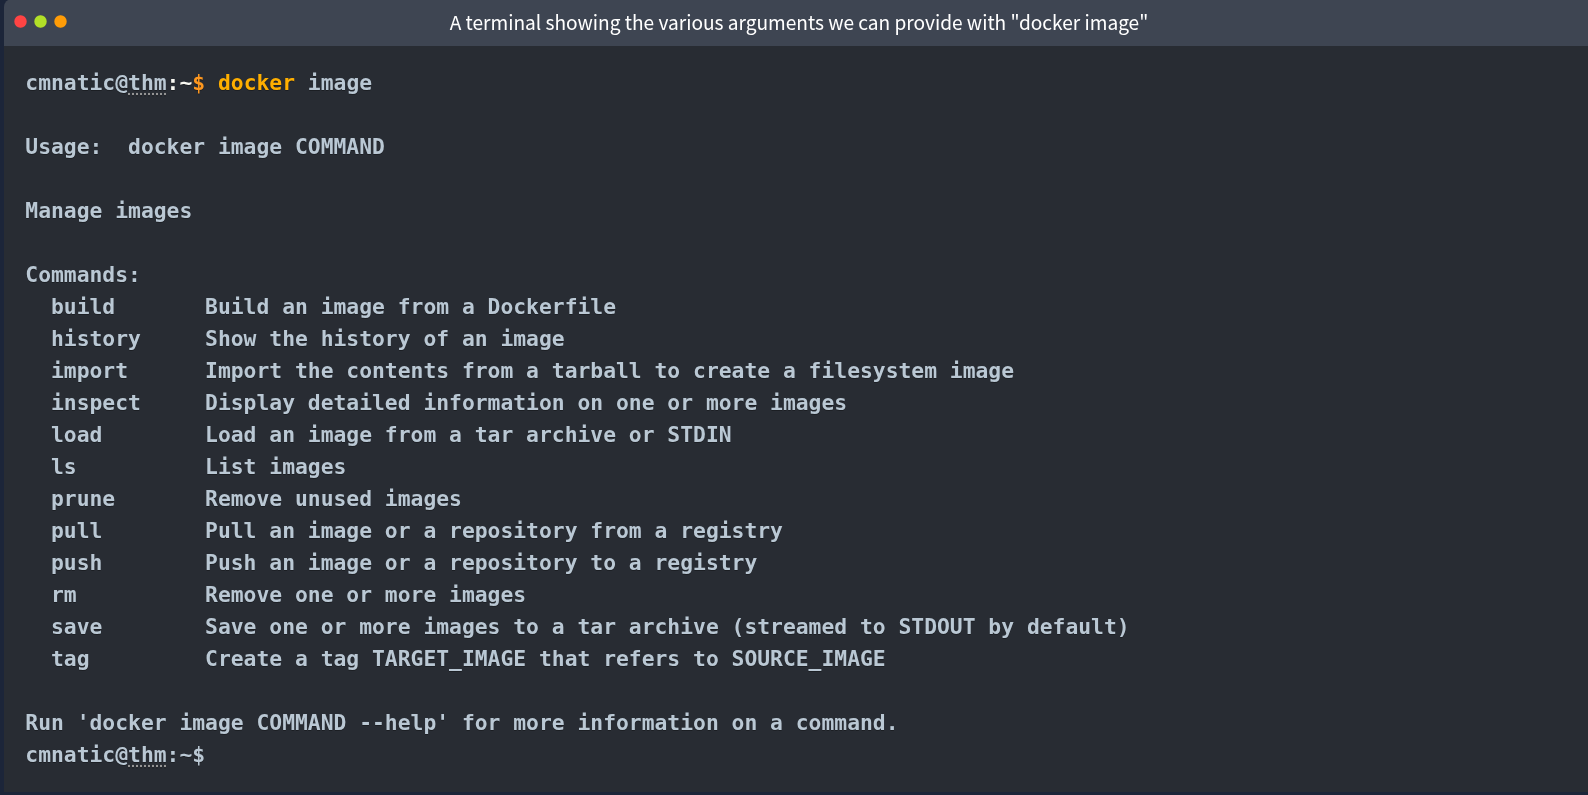 A terminal showing the various arguments we can provide with "docker image"
cmnatic@thm:~$ docker image
Usage:  docker image COMMAND
Manage images
Commands:
  build       Build an image from a Dockerfile
  history     Show the history of an image
  import      Import the contents from a tarball to create a filesystem image
  inspect     Display detailed information on one or more images
  load        Load an image from a tar archive or STDIN
  ls          List images
  prune       Remove unused images
  pull        Pull an image or a repository from a registry
  push        Push an image or a repository to a registry
  rm          Remove one or more images
  save        Save one or more images to a tar archive (streamed to STDOUT by default)
  tag         Create a tag TARGET_IMAGE that refers to SOURCE_IMAGE
Run 'docker image COMMAND --help' for more information on a command.
cmnatic@thm:~$